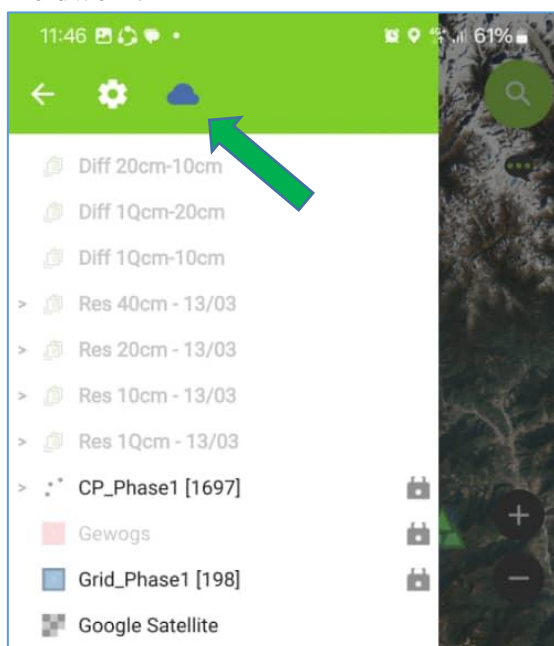 11:46 61%
Diff 20cm-10cm
Diff 1Qcm-20cm
Diff 1Qcm-10cm
> Res 40cm - 13/03
> Res 20cm - 13/03
> Res 10cm - 13/03
> Res 1Qcm - 13/03
> CP_Phase1 [1697]
Gewogs
Grid_Phase1 [198]
Google Satellite